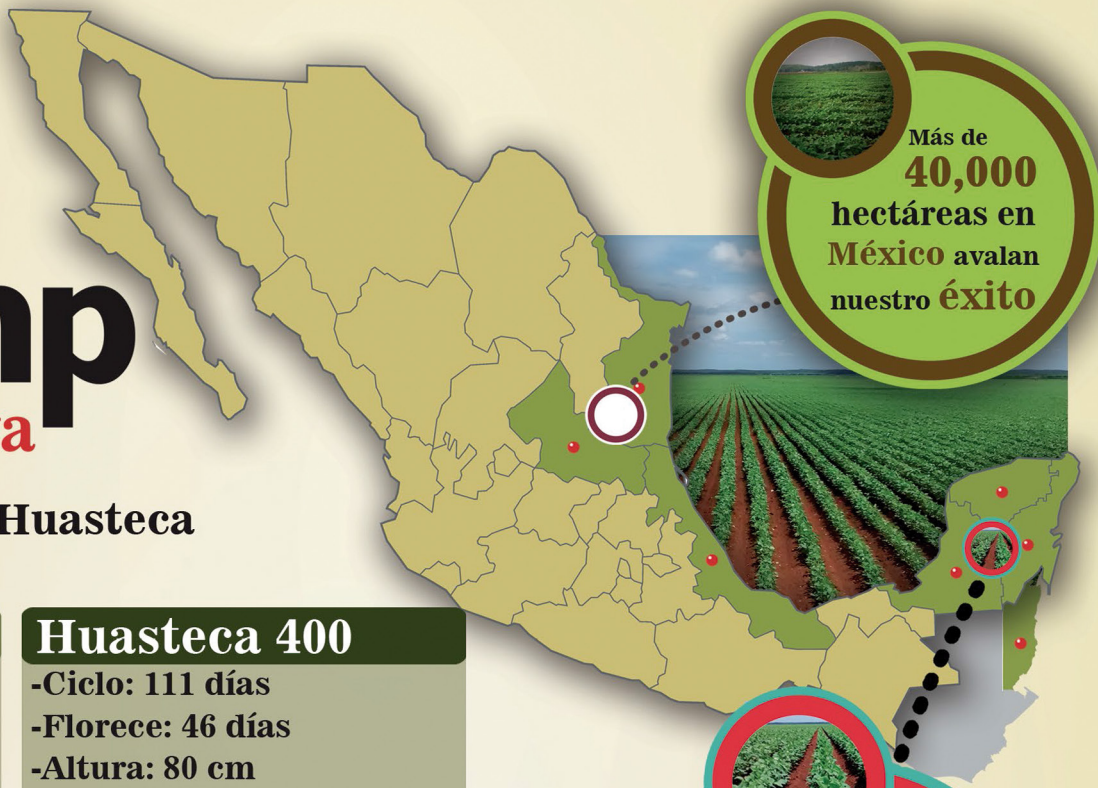 Más de
40,000
hectáreas en
México avalan
nuestro éxito
Huasteca
Huasteca 400
-Ciclo: 111 días
-Florece: 46 días
-Altura: 80 cm